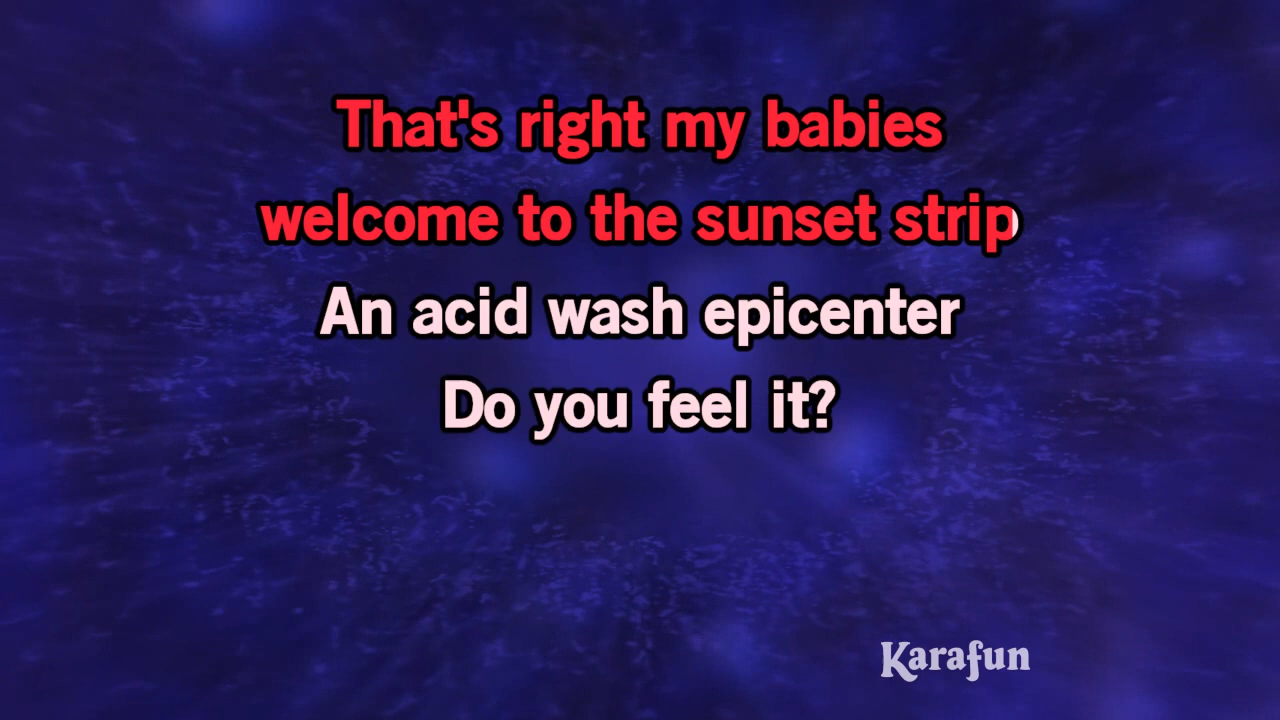 That's right my babies
welcome to the sunset strip
An acid wash epicenter
Do you feel it?
Karafun